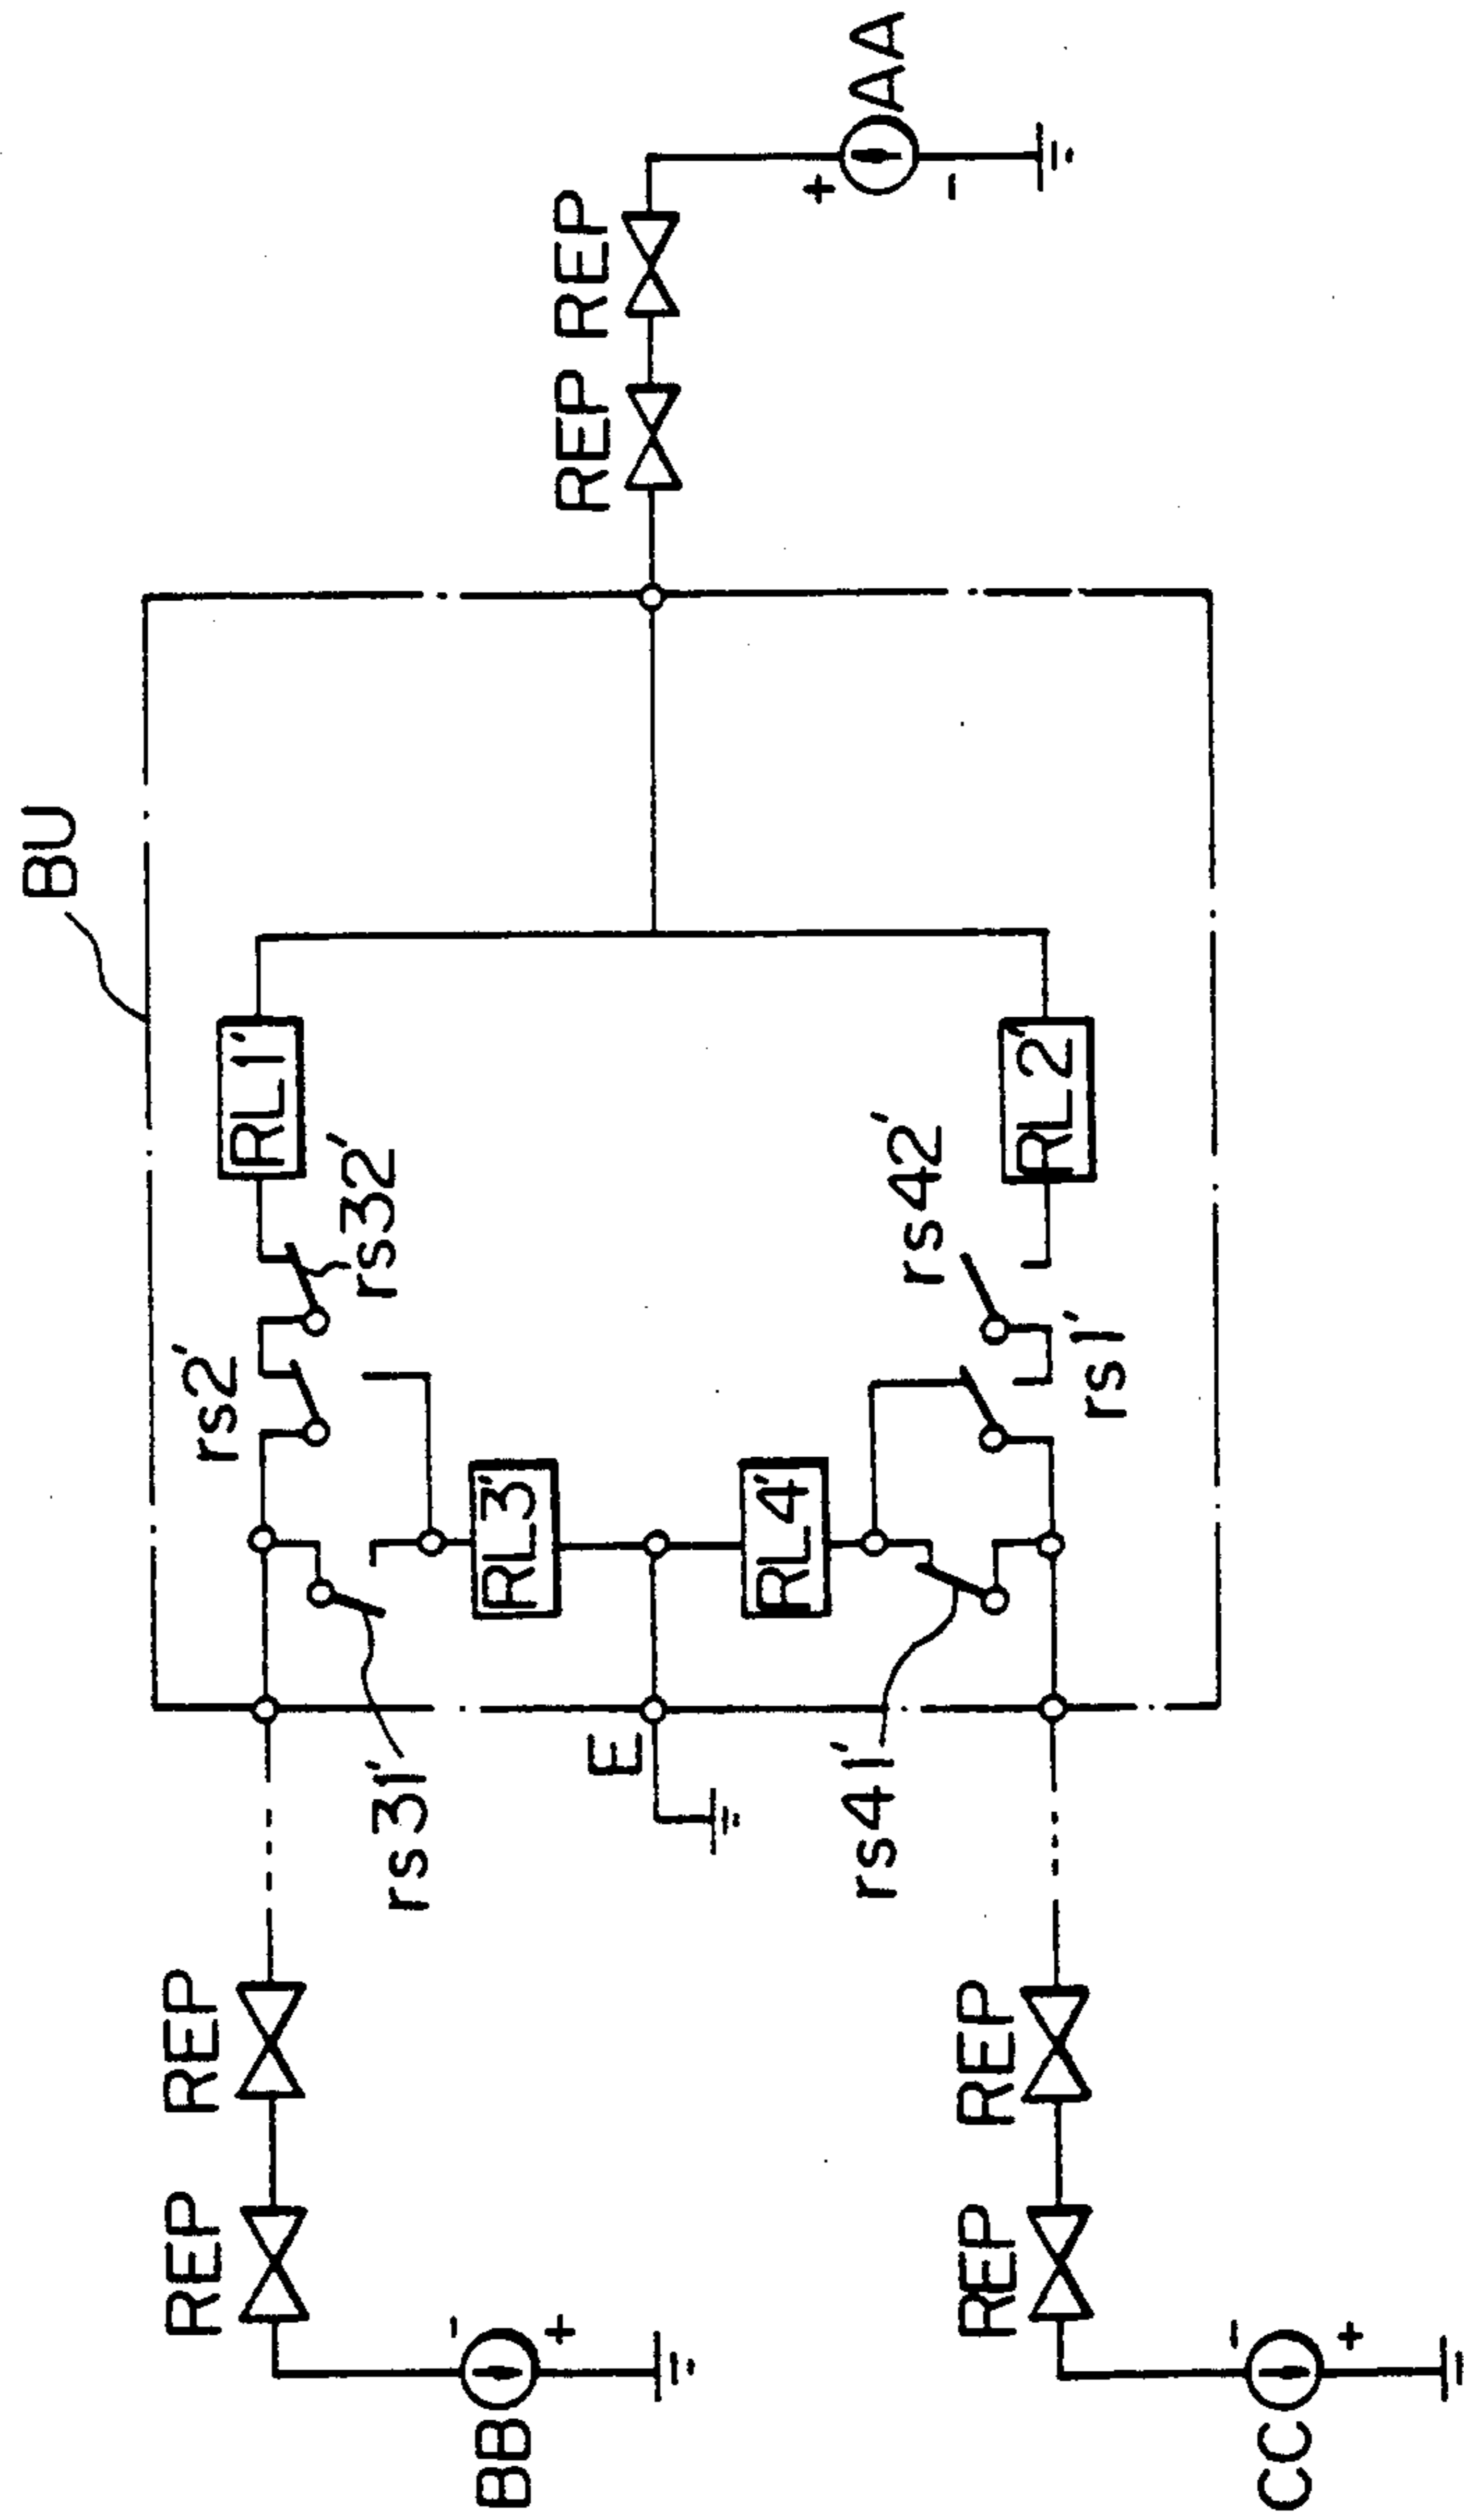 BU
REP REP
AA
RL1'
rs2'
rs32'
rs31'
RL3'
E
RL4'
rs41'
rs42'
RL2'
rs1'
REP REP
BB
- +
REP REP
CC
- +
+ -